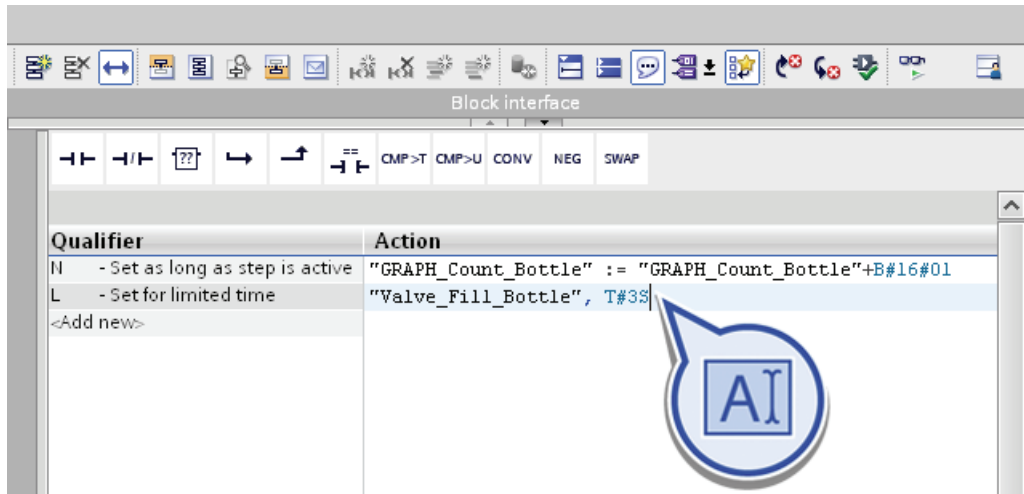 Block interface
CMP>T CMP>U CONV NEG SWAP
Qualifier Action
N - Set as long as step is active "GRAPH_Count_Bottle" := "GRAPH_Count_Bottle"+B#16#01
L - Set for limited time "Valve_Fill_Bottle", T#3S
<Add new>
A